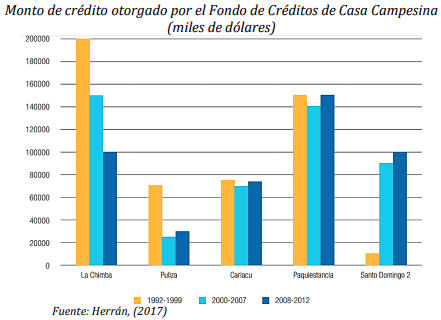 Monto de crédito otorgado por el Fondo de Créditos de Casa Campesina
(miles de dólares)
200000
180000
160000
140000
120000
100000
80000
60000
40000
20000
0
La Chimba Puliza Cariacu Paquiestancia Santo Domingo 2
1992-1999 2000-2007 2008-2012
Fuente: Herrán, (2017)